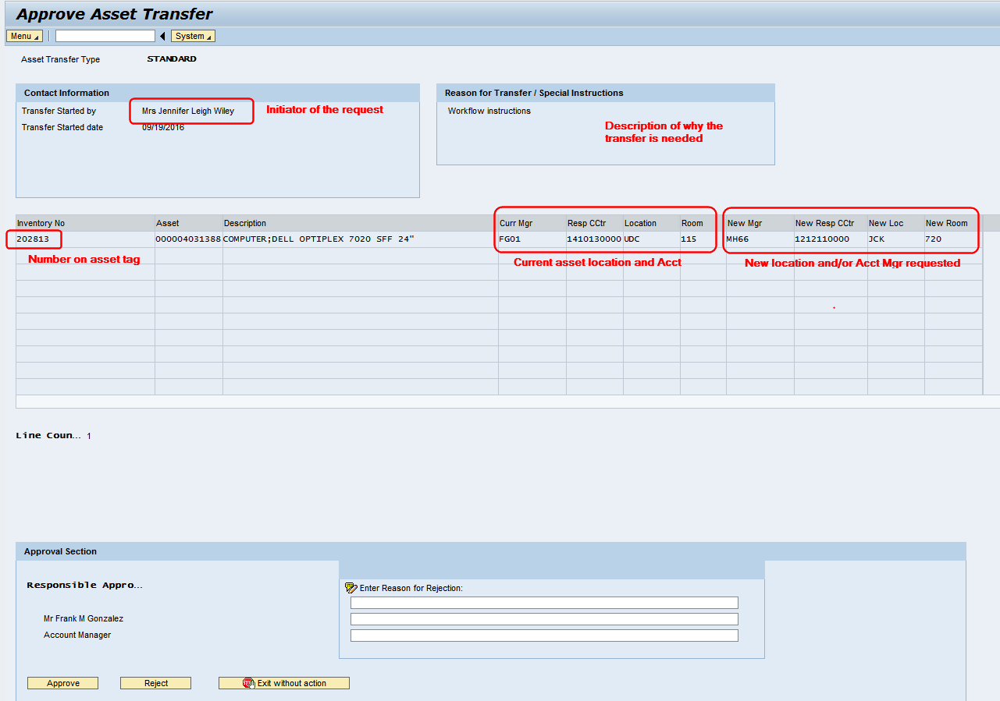 Approve Asset Transfer
Menu System
Asset Transfer Type STANDARD
Contact Information
Transfer Started by Mrs Jennifer Leigh Wiley Initiator of the request
Transfer Started date 09/19/2016
Reason for Transfer / Special Instructions
Workflow instructions
Description of why the
transfer is needed
Inventory No Asset Description Curr Mgr Resp CCtr Location Room New Mgr New Resp CCtr New Loc New Room
202813 000004031388 COMPUTER;DELL OPTIPLEX 7020 SFF 24" FG01 1410130000 UDC 115 MH66 1212110000 JCK 720
Number on asset tag Current asset location and Acct New location and/or Acct Mgr requested
Line Coun... 1
Approval Section
Responsible Appro...
Mr Frank M Gonzalez
Account Manager
Enter Reason for Rejection:
Approve Reject STOP Exit without action